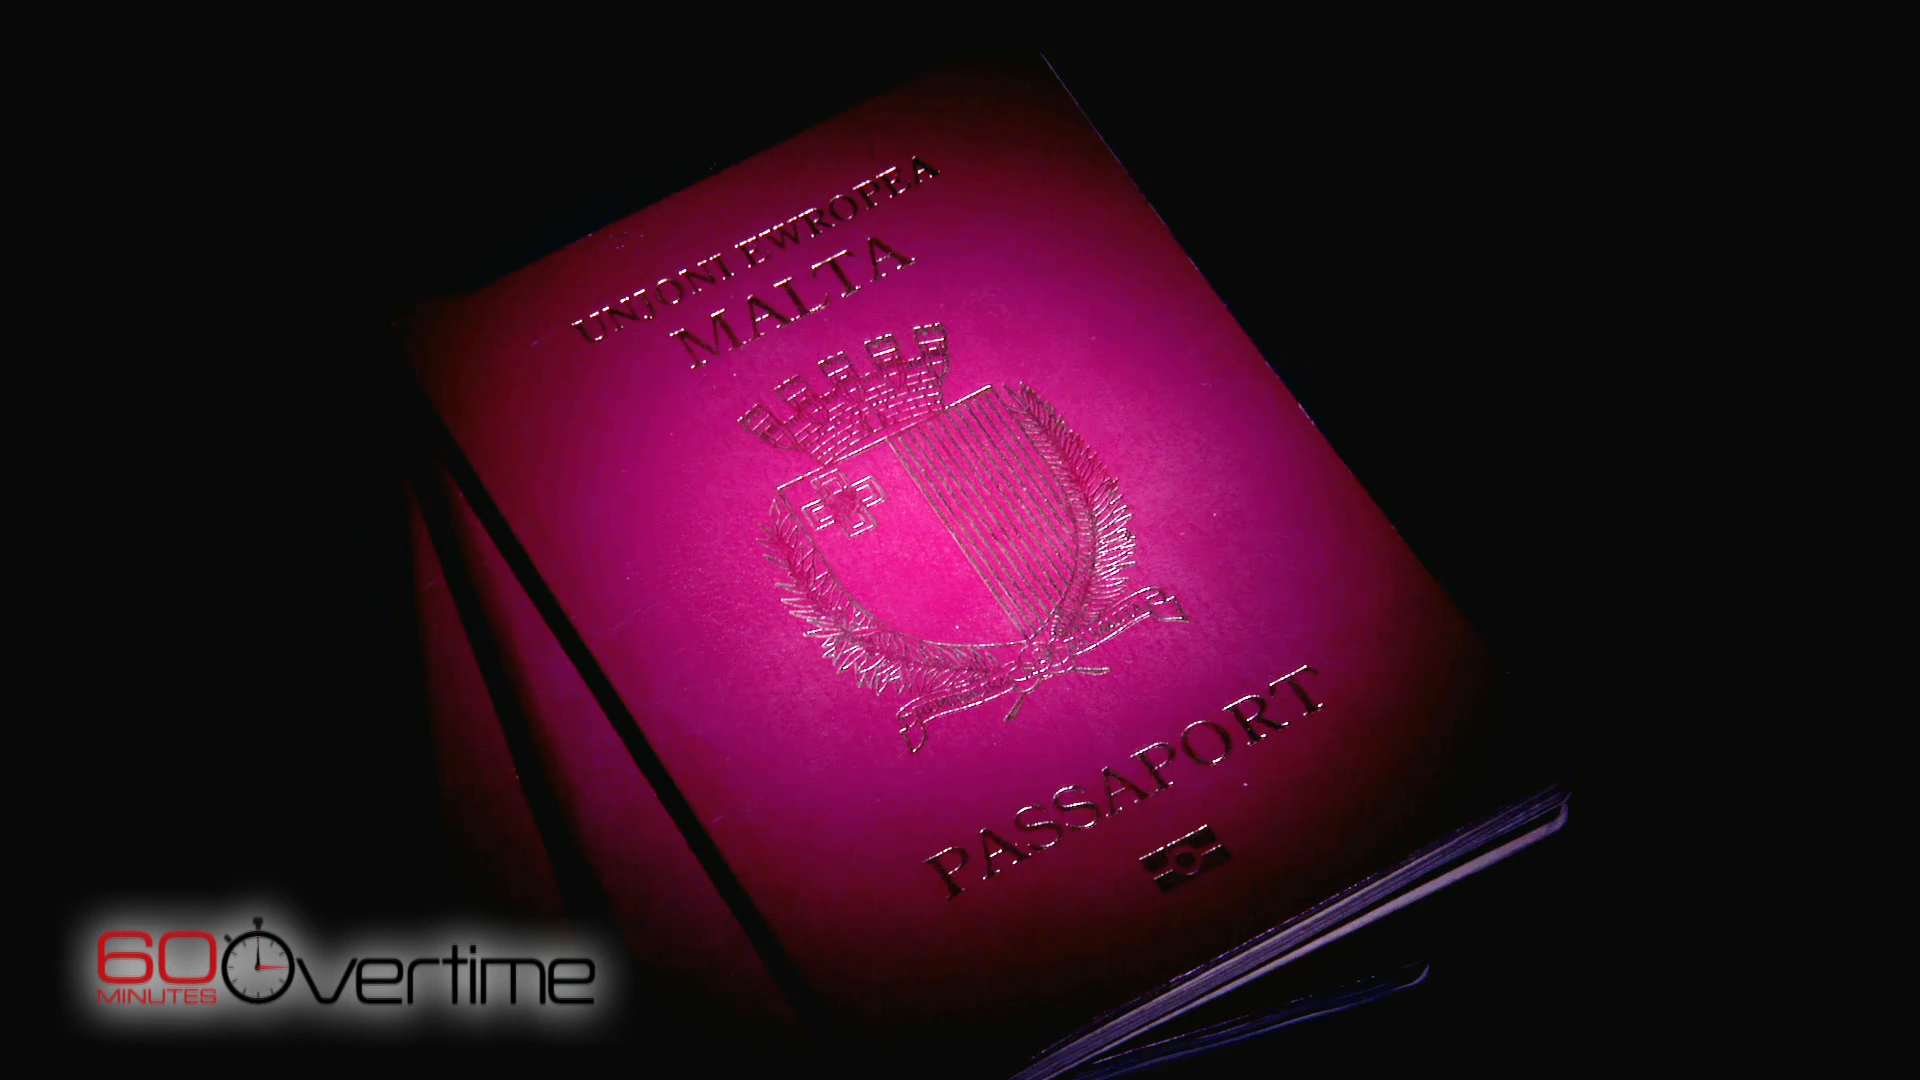 UNJONI EWROPEA
MALTA
PASSAPORT
60 Overtime
MINUTES